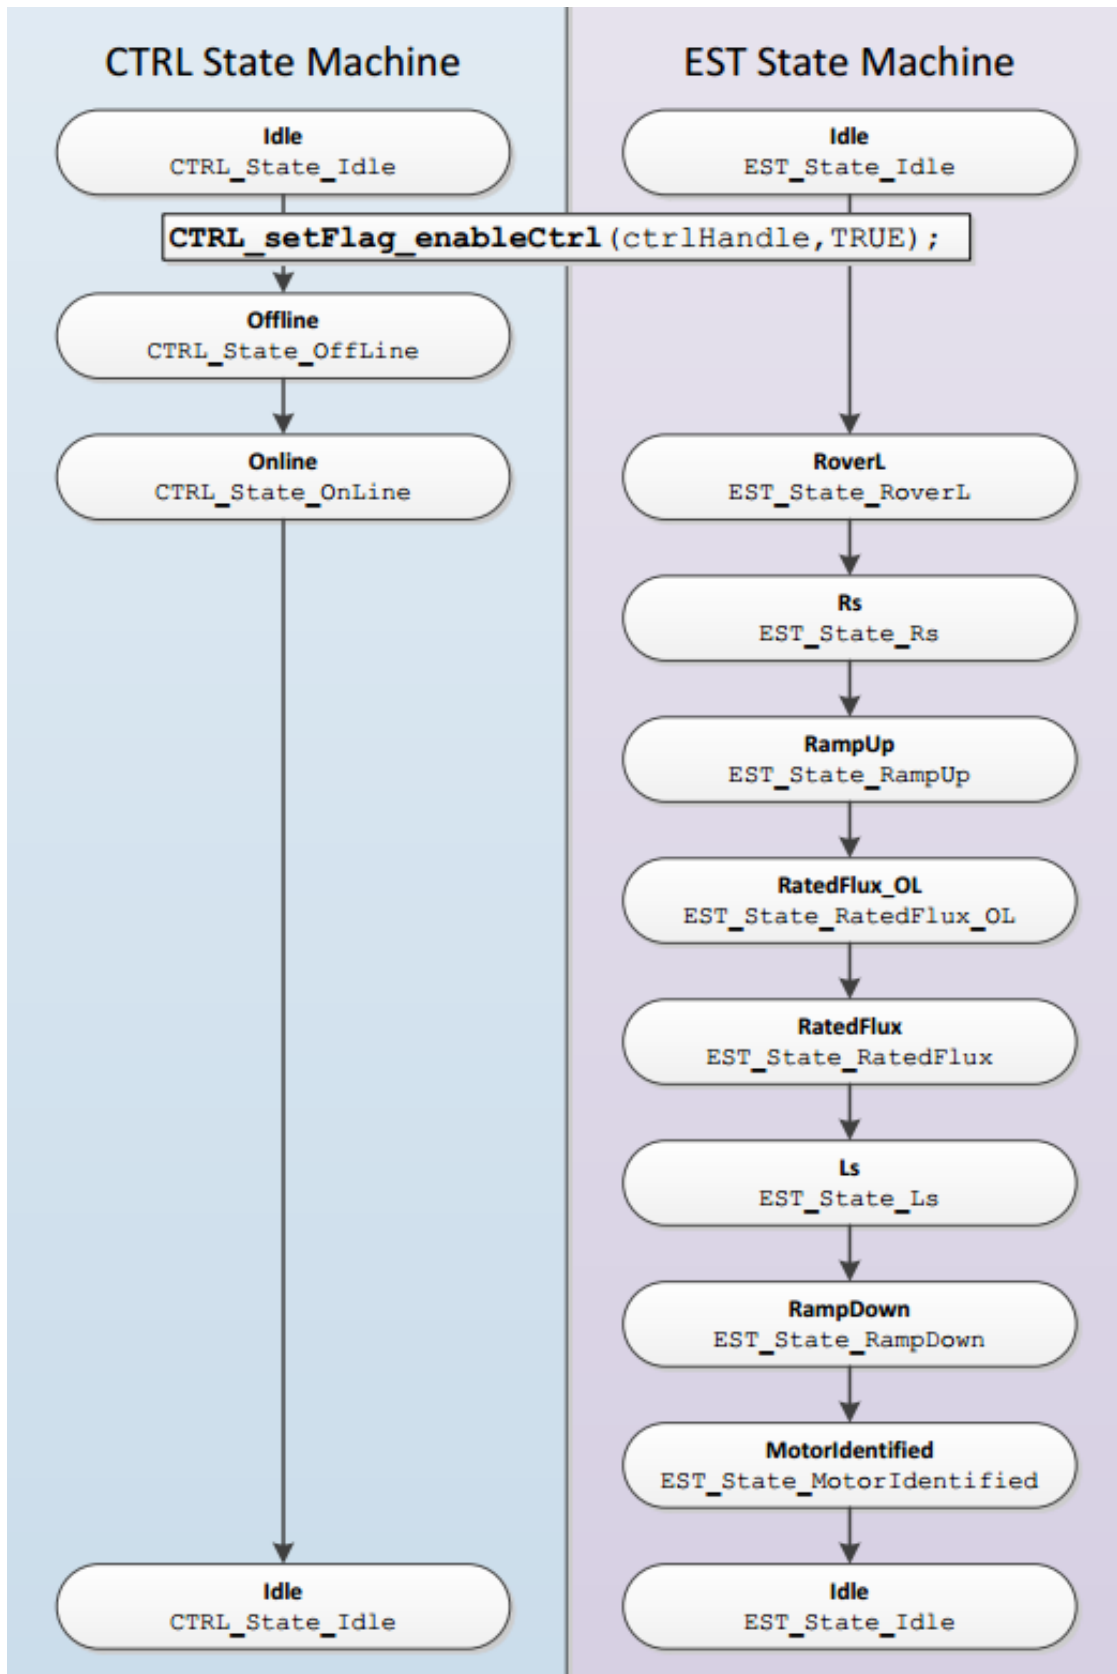 CTRL State Machine
EST State Machine
Idle
CTRL_State_Idle
Idle
EST_State_Idle
CTRL_setFlag_enableCtrl(ctrlHandle,TRUE);
Offline
CTRL_State_OffLine
Online
CTRL_State_OnLine
RoverL
EST_State_RoverL
Rs
EST_State_Rs
RampUp
EST_State_RampUp
RatedFlux_OL
EST_State_RatedFlux_OL
RatedFlux
EST_State_RatedFlux
Ls
EST_State_Ls
RampDown
EST_State_RampDown
MotorIdentified
EST_State_MotorIdentified
Idle
CTRL_State_Idle
Idle
EST_State_Idle